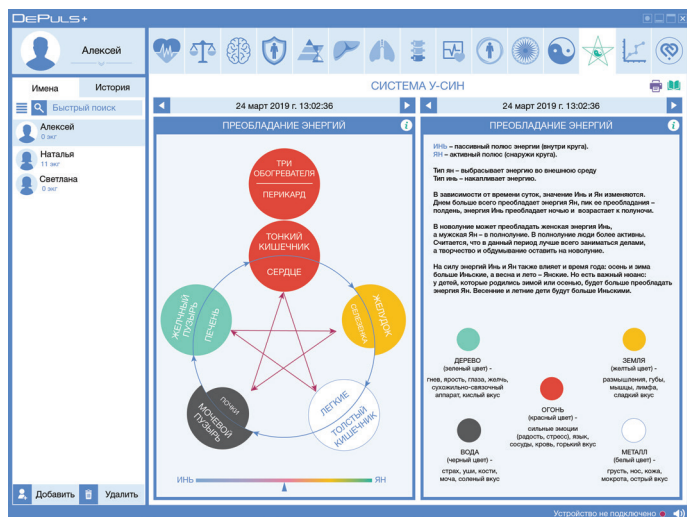 DePuls+
Алексей
Имена
История
Быстрый поиск
Алексей
0 экг
Наталья
11 экг
Светлана
0 экг
Добавить
Удалить
СИСТЕМА У-СИН
24 март 2019 г. 13:02:36
ПРЕОБЛАДАНИЕ ЭНЕРГИЙ
i
ТРИ
ОБОГРЕВАТЕЛЯ
ПЕРИКАРД
ТОНКИЙ
КИШЕЧНИК
СЕРДЦЕ
ЖЕЛЧНЫЙ
ПУЗЫРЬ
ПЕЧЕНЬ
ЖЕЛУДОК
СЕЛЕЗЕНКА
ПОЧКИ
МОЧЕВОЙ
ПУЗЫРЬ
ЛЕГКИЕ
ТОЛСТЫЙ
КИШЕЧНИК
ИНЬ
ЯН
24 март 2019 г. 13:02:36
ПРЕОБЛАДАНИЕ ЭНЕРГИЙ
i
ИНЬ – пассивный полюс энергии (внутри круга).
ЯН – активный полюс (снаружи круга).
Тип ян – выбрасывает энергию во внешнюю среду
Тип инь – накапливает энергию.
В зависимости от времени суток, значение Инь и Ян изменяются.
Днем больше всего преобладает энергия Ян, пик ее преобладания –
полдень, энергия Инь преобладает ночью и возрастает к полуночи.
В новолуние может преобладать женская энергия Инь,
а мужская Ян – в полнолуние. В полнолуние люди более активны.
Считается, что в данный период лучше всего заниматься делами,
а творчество и обдумывание оставить на новолуние.
На силу энергий Инь и Ян также влияет и время года: осень и зима
больше Иньские, а весна и лето – Янские. Но есть важный нюанс:
у детей, которые родились зимой или осенью, будет больше преобладать
энергия Ян. Весенние и летние дети будут больше Иньскими.
ДЕРЕВО
(зеленый цвет) -
гнев, ярость, глаза, желчь,
сухожильно-связочный
аппарат, кислый вкус
ЗЕМЛЯ
(желтый цвет) -
размышления, губы,
мышцы, лимфа,
сладкий вкус
ОГОНЬ
(красный цвет) -
сильные эмоции
(радость, стресс), язык,
сосуды, кровь, горький вкус
ВОДА
(черный цвет) -
страх, уши, кости,
моча, соленый вкус
МЕТАЛЛ
(белый цвет) -
грусть, нос, кожа,
мокрота, острый вкус
Устройство не подключено